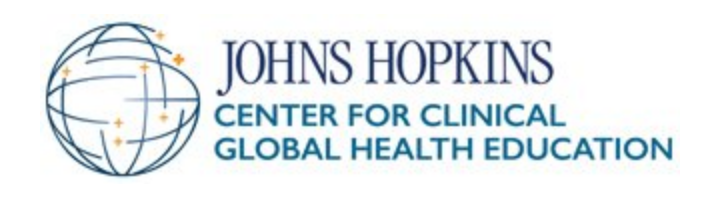 JOHNS HOPKINS
CENTER FOR CLINICAL
GLOBAL HEALTH EDUCATION